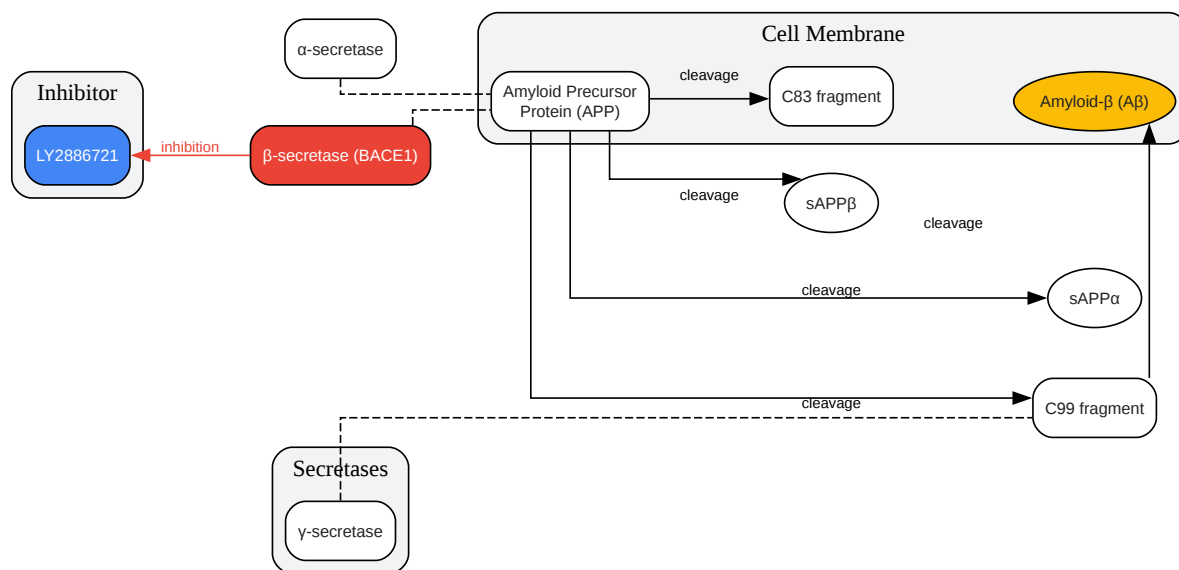 Cell Membrane
α-secretase
cleavage
Amyloid Precursor
Protein (APP)
C83 fragment
Amyloid-β (Aβ)
Inhibitor
LY2886721
inhibition
β-secretase (BACE1)
cleavage
sAPPβ
cleavage
cleavage
sAPPα
cleavage
C99 fragment
Secretases
γ-secretase